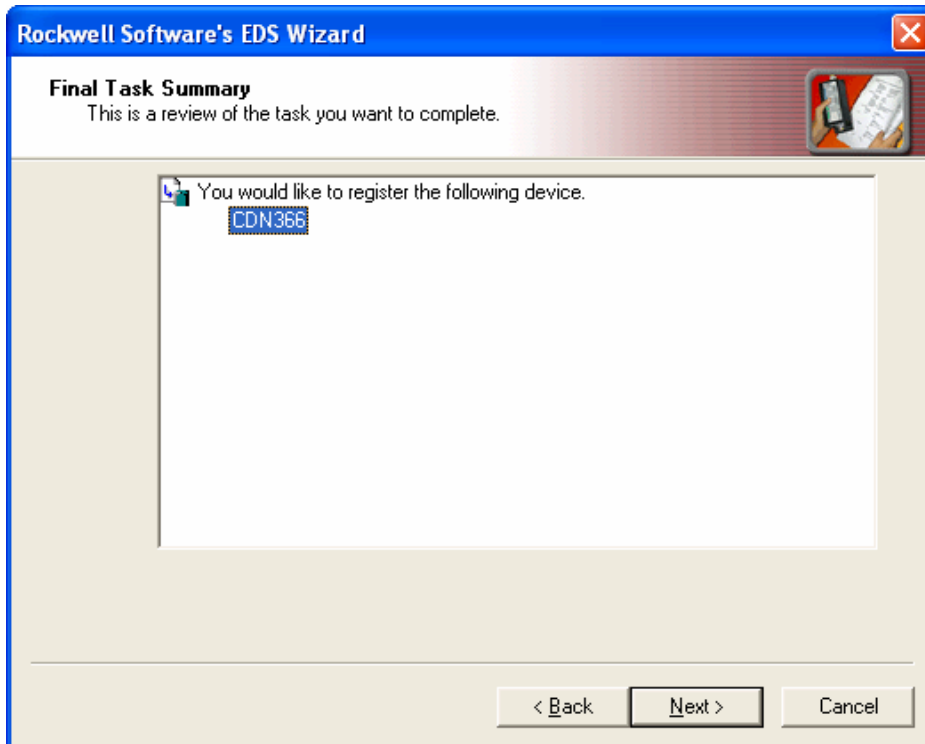 Rockwell Software's EDS Wizard
Final Task Summary
This is a review of the task you want to complete.
You would like to register the following device.
CDN366
< Back
Next >
Cancel